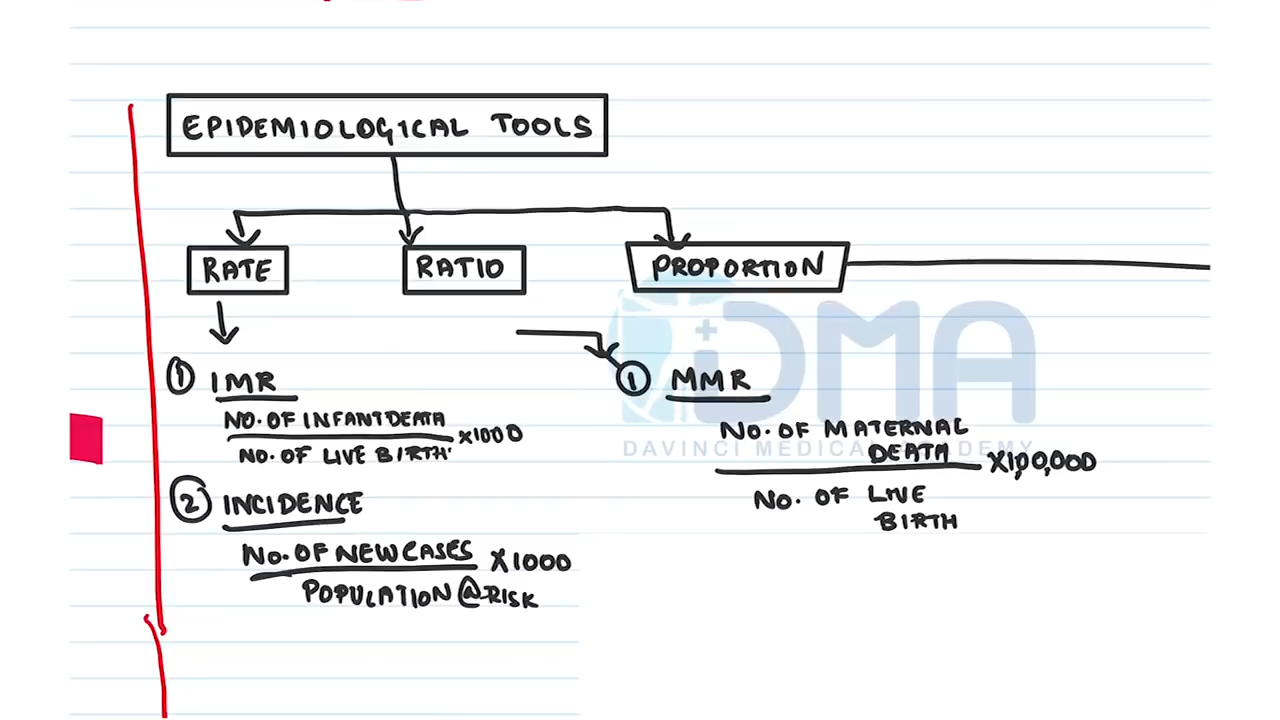 EPIDEMIOLOGICAL TOOLS
RATE
RATIO
PROPORTION
① IMR
NO. OF INFANT DEATH
NO. OF LIVE BIRTH
X1000
② INCIDENCE
NO. OF NEW CASES
POPULATION @ RISK
X1000
① MMR
NO. OF MATERNAL
DEATH
NO. OF LIVE
BIRTH
X100,000
DMA
DAVINCI MEDICAL ACADEMY